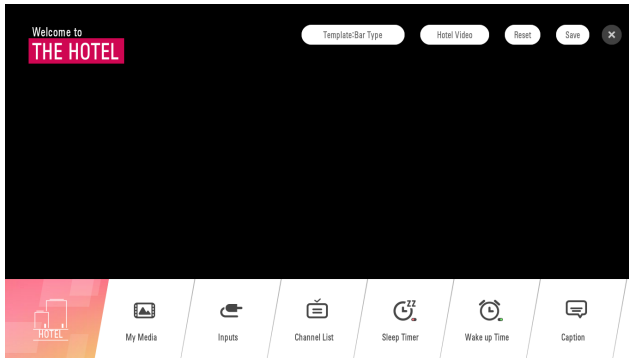 Welcome to
THE HOTEL
Template:Bar Type
Hotel Video
Reset
Save
HOTEL
My Media
Inputs
Channel List
Sleep Timer
Wake up Time
Caption